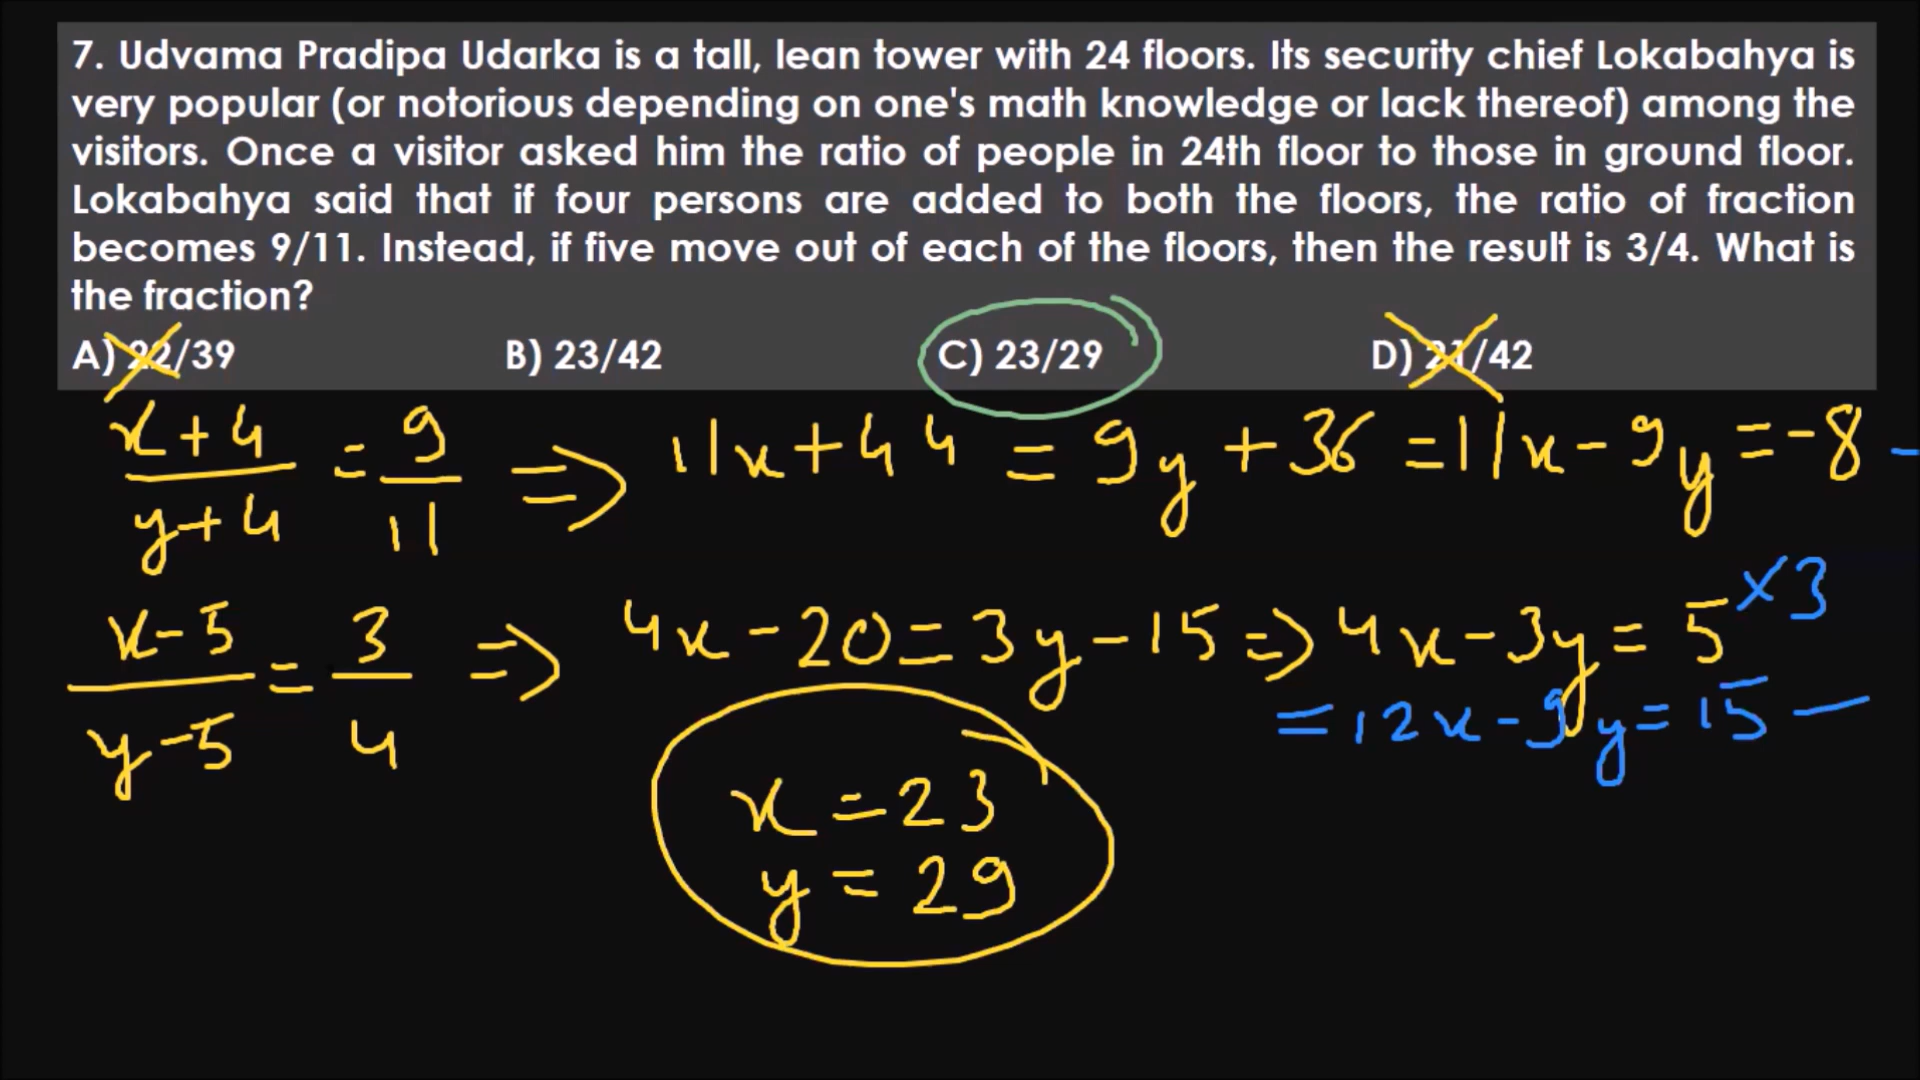 7. Udvama Pradipa Udarka is a tall, lean tower with 24 floors. Its security chief Lokabahya is
very popular (or notorious depending on one's math knowledge or lack thereof) among the
visitors. Once a visitor asked him the ratio of people in 24th floor to those in ground floor.
Lokabahya said that if four persons are added to both the floors, the ratio of fraction
becomes 9/11. Instead, if five move out of each of the floors, then the result is 3/4. What is
the fraction?
A) 22/39 B) 23/42 C) 23/29 D) 21/42
x+4/y+4 = 9/11 => 11x+44 = 9y+36 = 11x-9y = -8 -
x-5/y-5 = 3/4 => 4x-20 = 3y-15 => 4x-3y = 5 ×3
= 12x-9y = 15 -
x = 23
y = 29